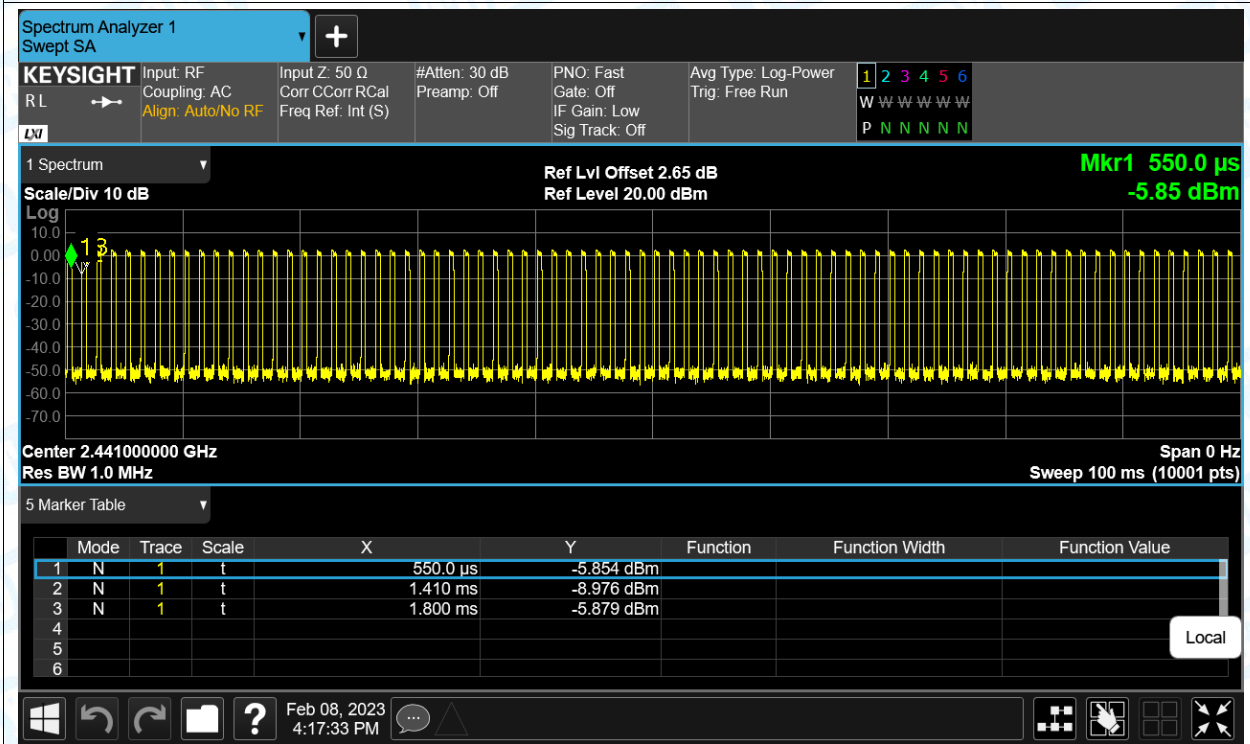 Spectrum Analyzer 1
Swept SA
KEYSIGHT
R L
LXI
Input: RF
Coupling: AC
Align: Auto/No RF
Input Z: 50 Ω
Corr CCorr RCal
Freq Ref: Int (S)
#Atten: 30 dB
Preamp: Off
PNO: Fast
Gate: Off
IF Gain: Low
Sig Track: Off
Avg Type: Log-Power
Trig: Free Run
1 2 3 4 5 6
W W W W W W
P N N N N N
1 Spectrum
Scale/Div 10 dB
Ref Lvl Offset 2.65 dB
Ref Level 20.00 dBm
Mkr1 550.0 µs
-5.85 dBm
Log
10.0
0.00
-10.0
-20.0
-30.0
-40.0
-50.0
-60.0
-70.0
1 3
Center 2.441000000 GHz
Res BW 1.0 MHz
Span 0 Hz
Sweep 100 ms (10001 pts)
5 Marker Table
Mode Trace Scale X Y Function Function Width Function Value
1 N 1 t 550.0 µs -5.854 dBm
2 N 1 t 1.410 ms -8.976 dBm
3 N 1 t 1.800 ms -5.879 dBm
4
5
6
Local
?
Feb 08, 2023
4:17:33 PM